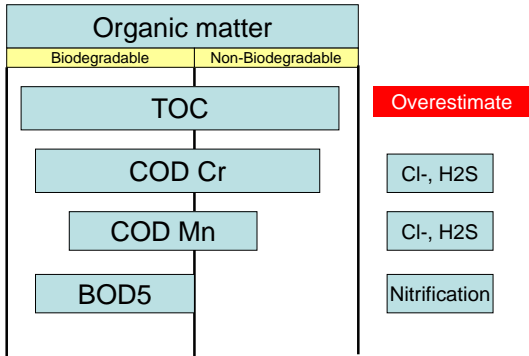 Organic matter
Biodegradable
Non-Biodegradable
TOC
Overestimate
COD Cr
Cl-, H2S
COD Mn
Cl-, H2S
BOD5
Nitrification